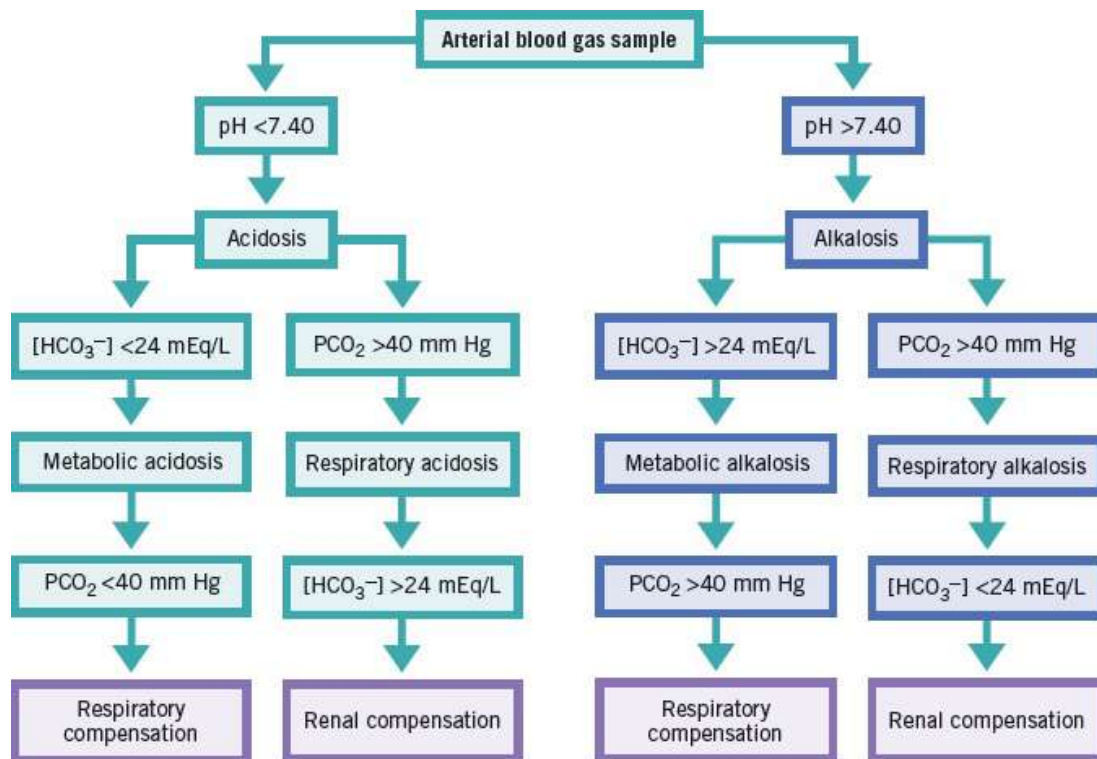 Arterial blood gas sample
pH <7.40
pH >7.40
Acidosis
Alkalosis
[HCO₃⁻] <24 mEq/L
PCO₂ >40 mm Hg
[HCO₃⁻] >24 mEq/L
PCO₂ >40 mm Hg
Metabolic acidosis
Respiratory acidosis
Metabolic alkalosis
Respiratory alkalosis
PCO₂ <40 mm Hg
[HCO₃⁻] >24 mEq/L
PCO₂ >40 mm Hg
[HCO₃⁻] <24 mEq/L
Respiratory
compensation
Renal compensation
Respiratory
compensation
Renal compensation